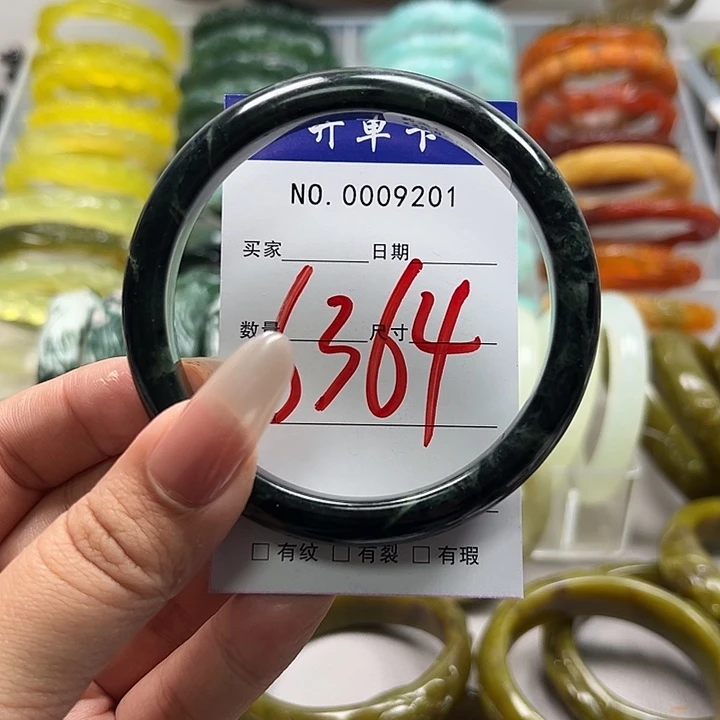 开单卡
NO. 0009201
买家 日期
数量 尺寸
6364
□ 有纹 □ 有裂 □ 有瑕